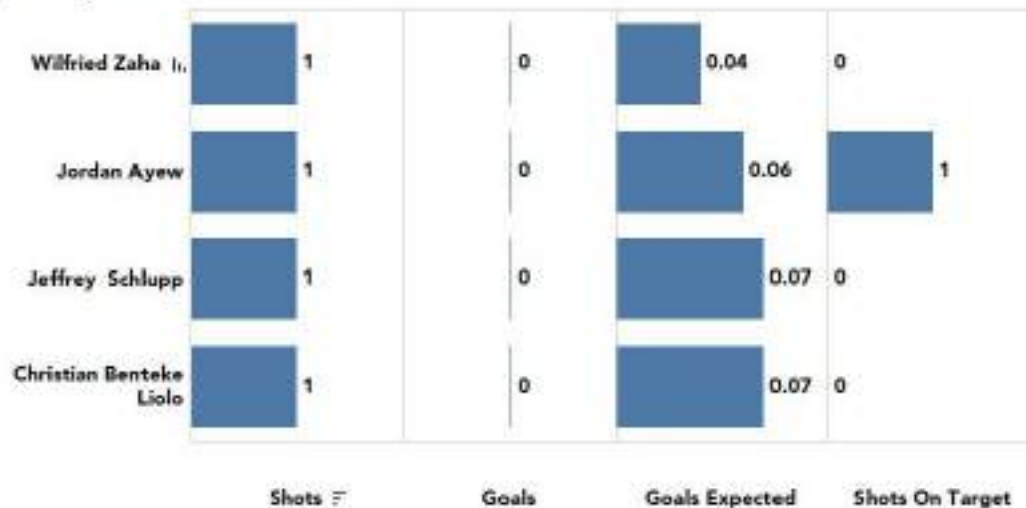 Wilfried Zaha 1 0 0.04 0
Jordan Ayew 1 0 0.06 1
Jeffrey Schlupp 1 0 0.07 0
Christian Benteke
Liolo 1 0 0.07 0
Shots Goals Goals Expected Shots On Target